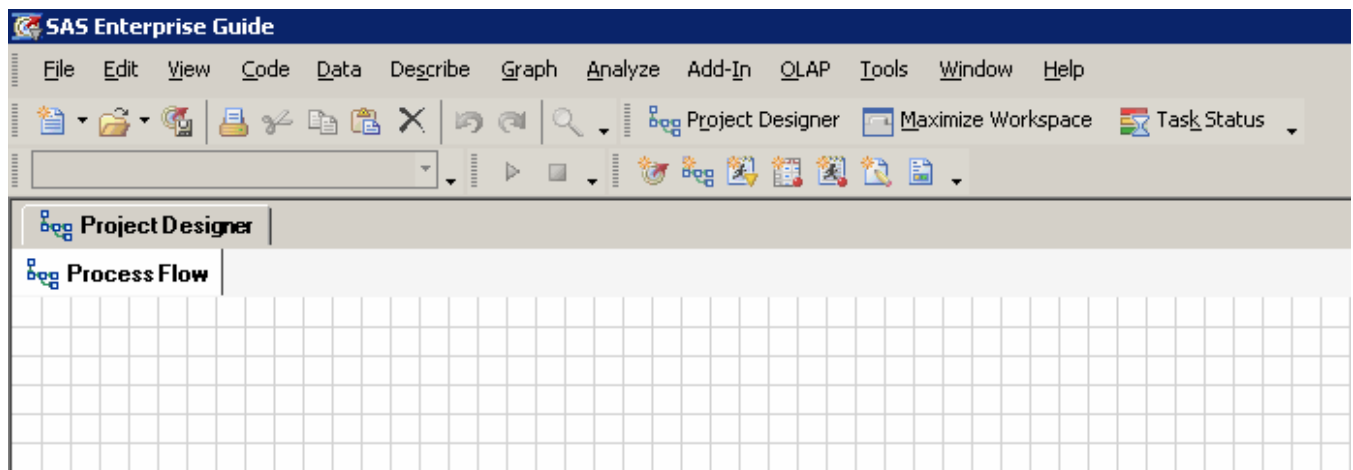 SAS Enterprise Guide
File Edit View Code Data Describe Graph Analyze Add-In OLAP Tools Window Help
Project Designer Maximize Workspace Task Status
Project Designer
Process Flow